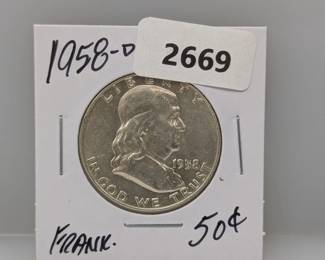 1958-D
2669
LIBERTY
1958
IN GOD WE TRUST
FRANK.
50¢